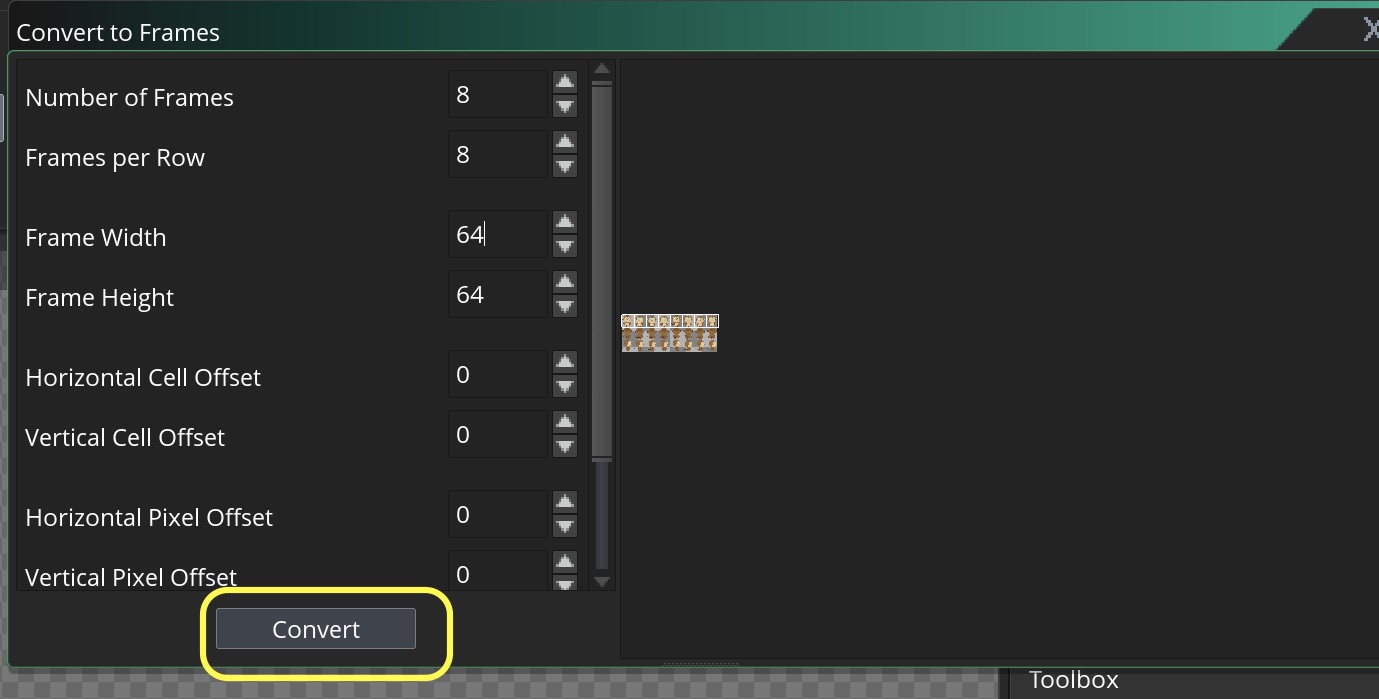 Convert to Frames
X
Number of Frames 8
Frames per Row 8
Frame Width 64
Frame Height 64
Horizontal Cell Offset 0
Vertical Cell Offset 0
Horizontal Pixel Offset 0
Vertical Pixel Offset 0
Convert
Toolbox